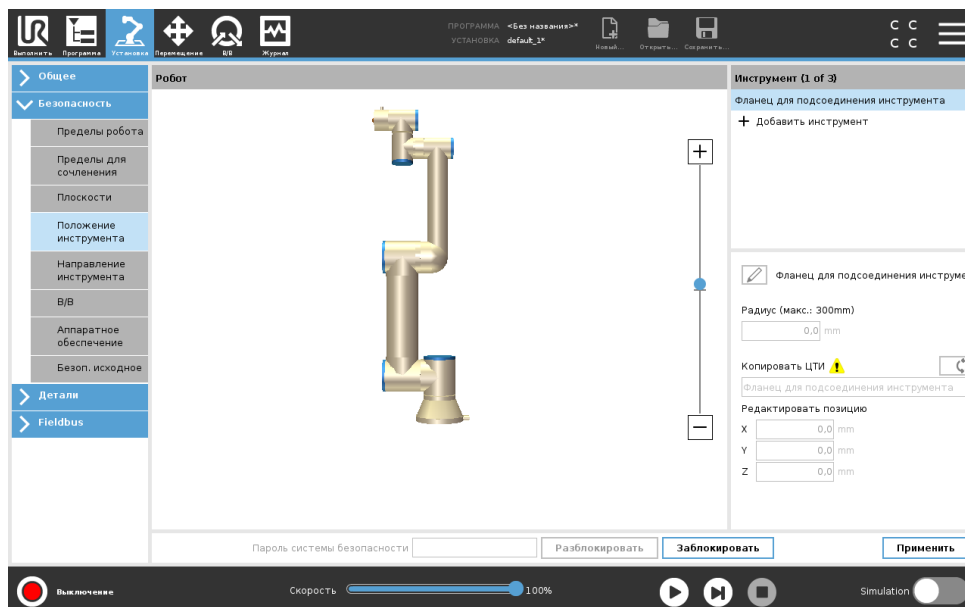 UR
ПРОГРАММА <Без названия>*
УСТАНОВКА default_1*
Выполнить Программа Установка Перемещение В/В Журнал
Новый... Открыть... Сохранить...
C C
C C
Общее
Безопасность
Пределы робота
Пределы для
сочленения
Плоскости
Положение
инструмента
Направление
инструмента
В/В
Аппаратное
обеспечение
Безоп. исходное
Детали
Fieldbus
Робот
Инструмент (1 of 3)
Фланец для подсоединения инструмента
Добавить инструмент
Фланец для подсоединения инструме
Радиус (макс.: 300mm)
0,0 mm
Копировать ЦТИ
Фланец для подсоединения инструмента
Редактировать позицию
X 0,0 mm
Y 0,0 mm
Z 0,0 mm
Пароль системы безопасности Разблокировать Заблокировать Применить
Выключение Скорость 100% Simulation